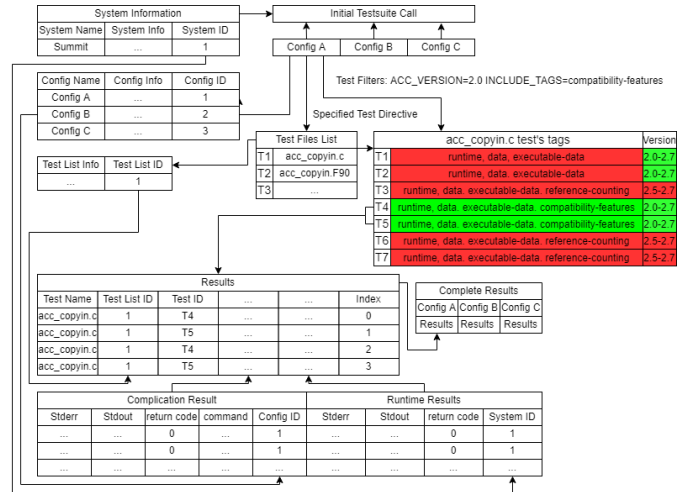 System Information
System Name System Info System ID
Summit ... 1
Initial Testsuite Call
Config A Config B Config C
Test Filters: ACC_VERSION=2.0 INCLUDE_TAGS=compatibility-features
Config Name Config Info Config ID
Config A ... 1
Config B ... 2
Config C ... 3
Specified Test Directive
Test Files List
T1 acc_copyin.c
T2 acc_copyin.F90
T3 ...
acc_copyin.c test's tags Version
T1 runtime, data, executable-data 2.0-2.7
T2 runtime, data. executable-data 2.0-2.7
T3 runtime, data. executable-data. reference-counting 2.5-2.7
T4 runtime, data. executable-data. compatibility-features 2.0-2.7
T5 runtime, data. executable-data. compatibility-features 2.0-2.7
T6 runtime, data. executable-data. reference-counting 2.5-2.7
T7 runtime, data. executable-data. reference-counting 2.5-2.7
Test List Info Test List ID
... 1
Results
Test Name Test List ID Test ID ... ... Index
acc_copyin.c 1 T4 ... ... 0
acc_copyin.c 1 T5 ... ... 1
acc_copyin.c 1 T4 ... ... 2
acc_copyin.c 1 T5 ... ... 3
Complete Results
Config A Config B Config C
Results Results Results
Complication Result Runtime Results
Stderr Stdout return code command Config ID Stderr Stdout return code System ID
... ... 0 ... 1 ... ... 0 1
... ... 0 ... 1 ... ... 0 1
... ... ... ... ... ... ... ... ...